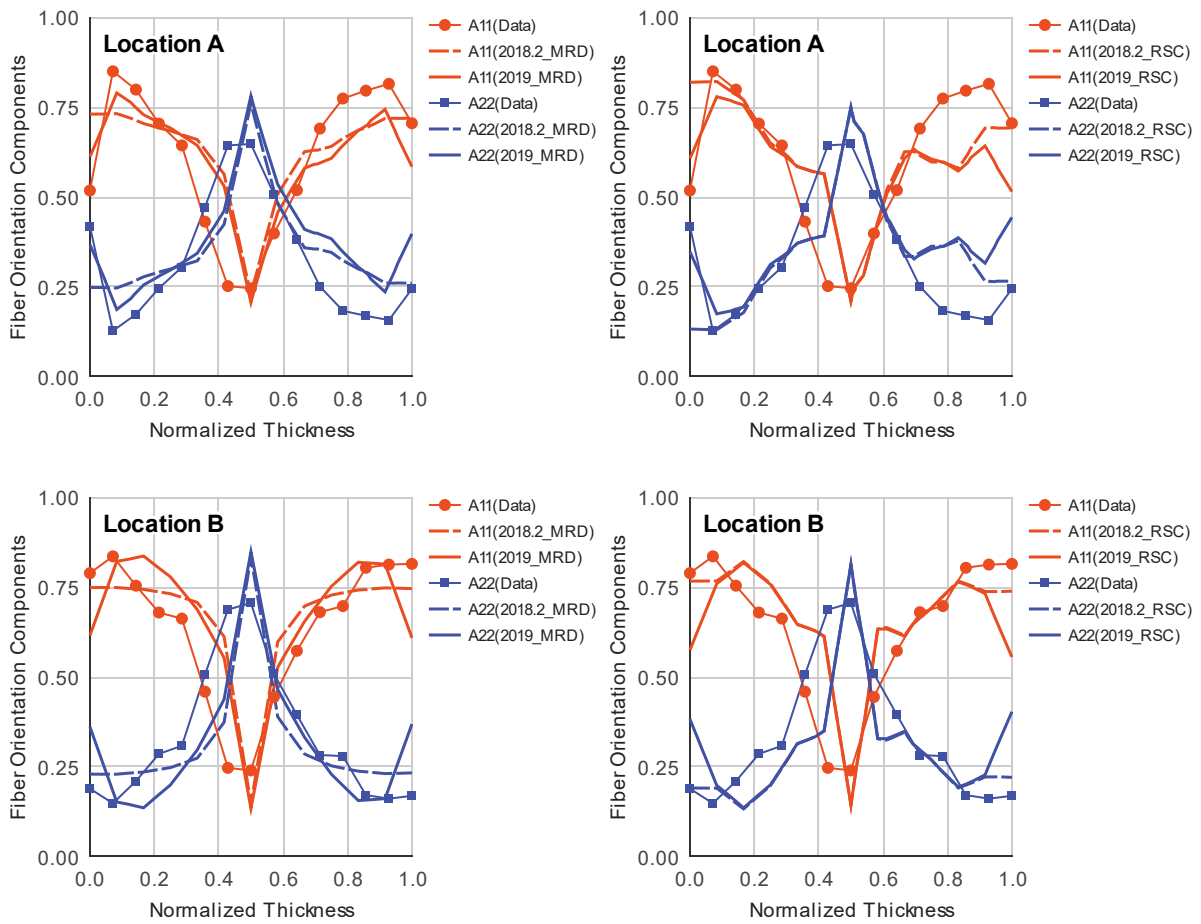 Location A
Fiber Orientation Components
1.00
0.75
0.50
0.25
0.00
0.0 0.2 0.4 0.6 0.8 1.0
Normalized Thickness
A11(Data)
A11(2018.2_MRD)
A11(2019_MRD)
A22(Data)
A22(2018.2_MRD)
A22(2019_MRD)
Location A
Fiber Orientation Components
1.00
0.75
0.50
0.25
0.00
0.0 0.2 0.4 0.6 0.8 1.0
Normalized Thickness
A11(Data)
A11(2018.2_RSC)
A11(2019_RSC)
A22(Data)
A22(2018.2_RSC)
A22(2019_RSC)
Location B
Fiber Orientation Components
1.00
0.75
0.50
0.25
0.00
0.0 0.2 0.4 0.6 0.8 1.0
Normalized Thickness
A11(Data)
A11(2018.2_MRD)
A11(2019_MRD)
A22(Data)
A22(2018.2_MRD)
A22(2019_MRD)
Location B
Fiber Orientation Components
1.00
0.75
0.50
0.25
0.00
0.0 0.2 0.4 0.6 0.8 1.0
Normalized Thickness
A11(Data)
A11(2018.2_RSC)
A11(2019_RSC)
A22(Data)
A22(2018.2_RSC)
A22(2019_RSC)